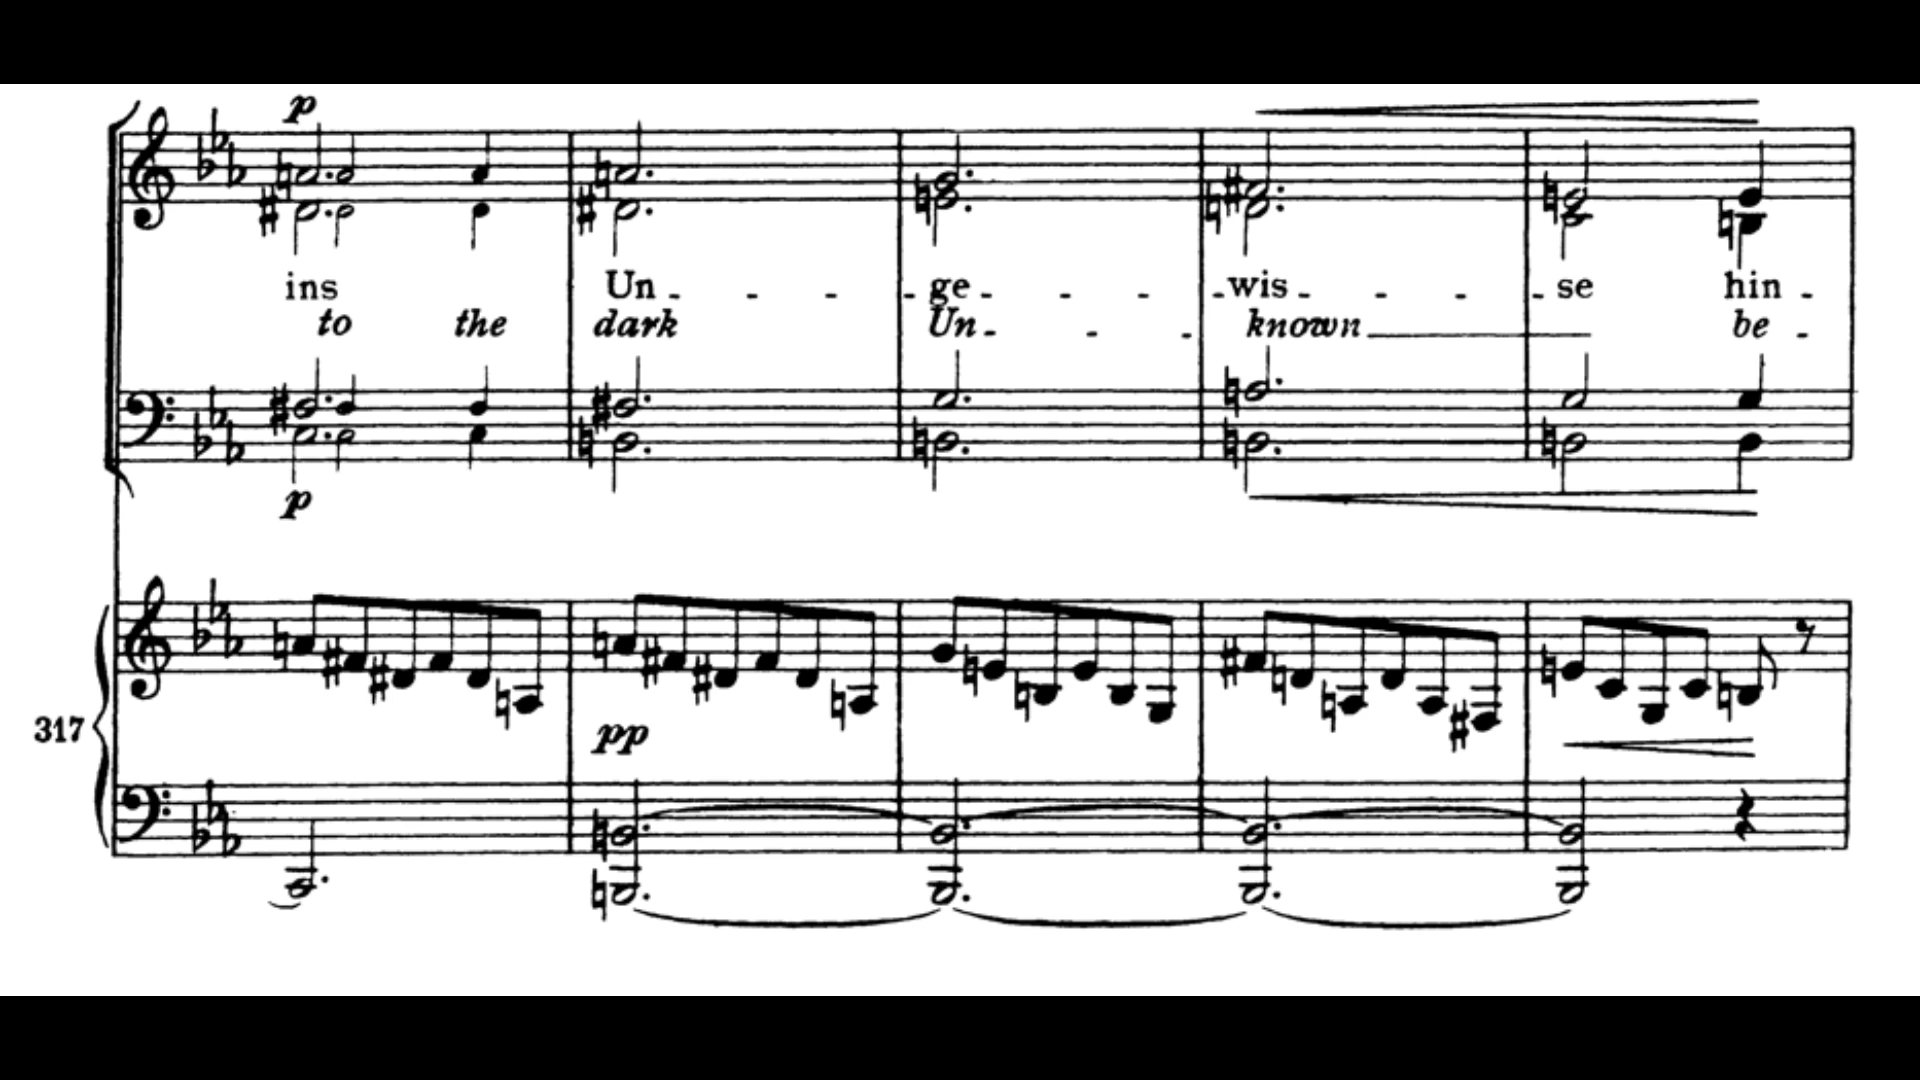 p
ins Un - - - ge - - - wis - - - se hin -
to the dark Un - - - known be -
p
317
pp